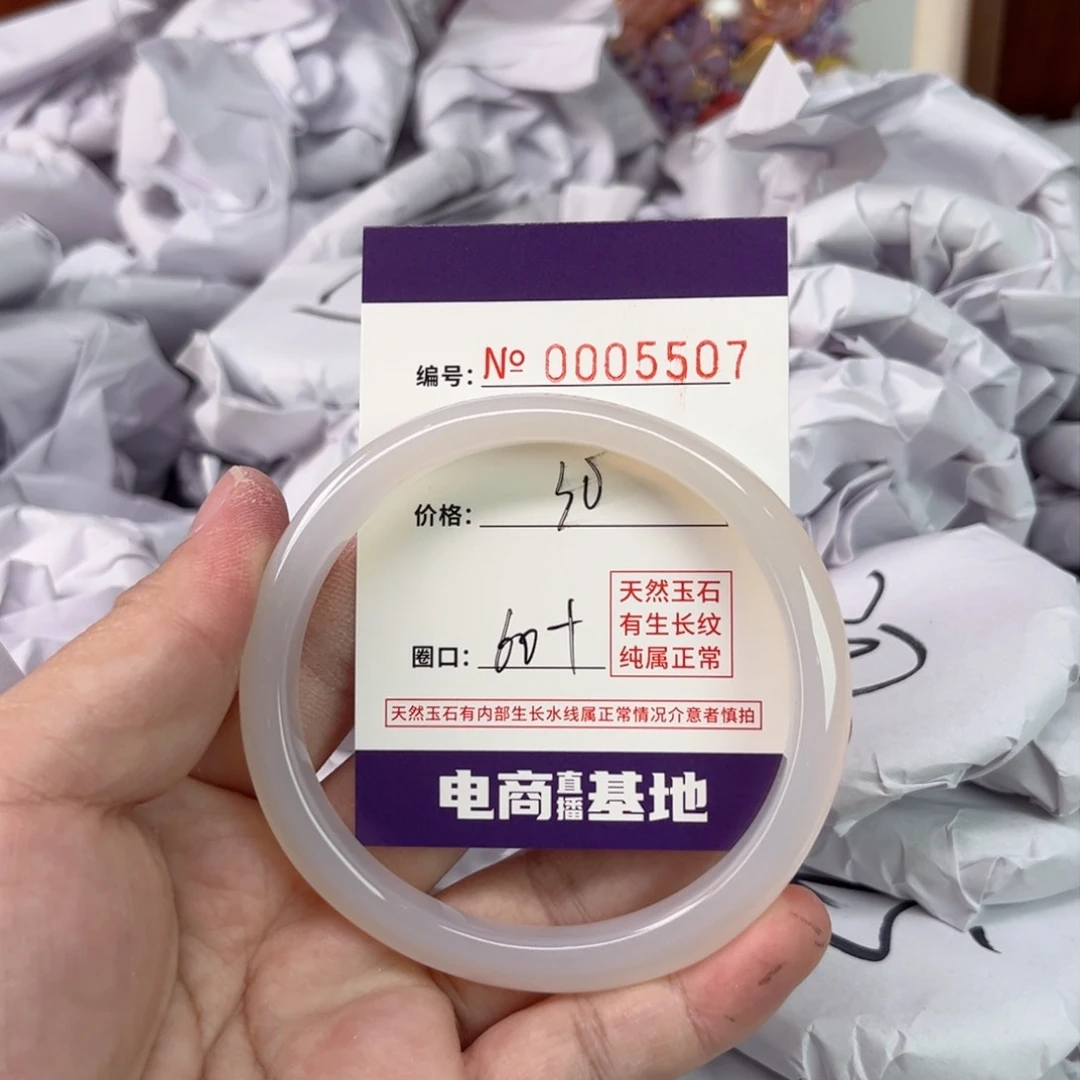 编号: № 0005507
价格: 50
圈口: 60+
天然玉石
有生长纹
纯属正常
天然玉石有内部生长水线属正常情况介意者慎拍
电商直播基地